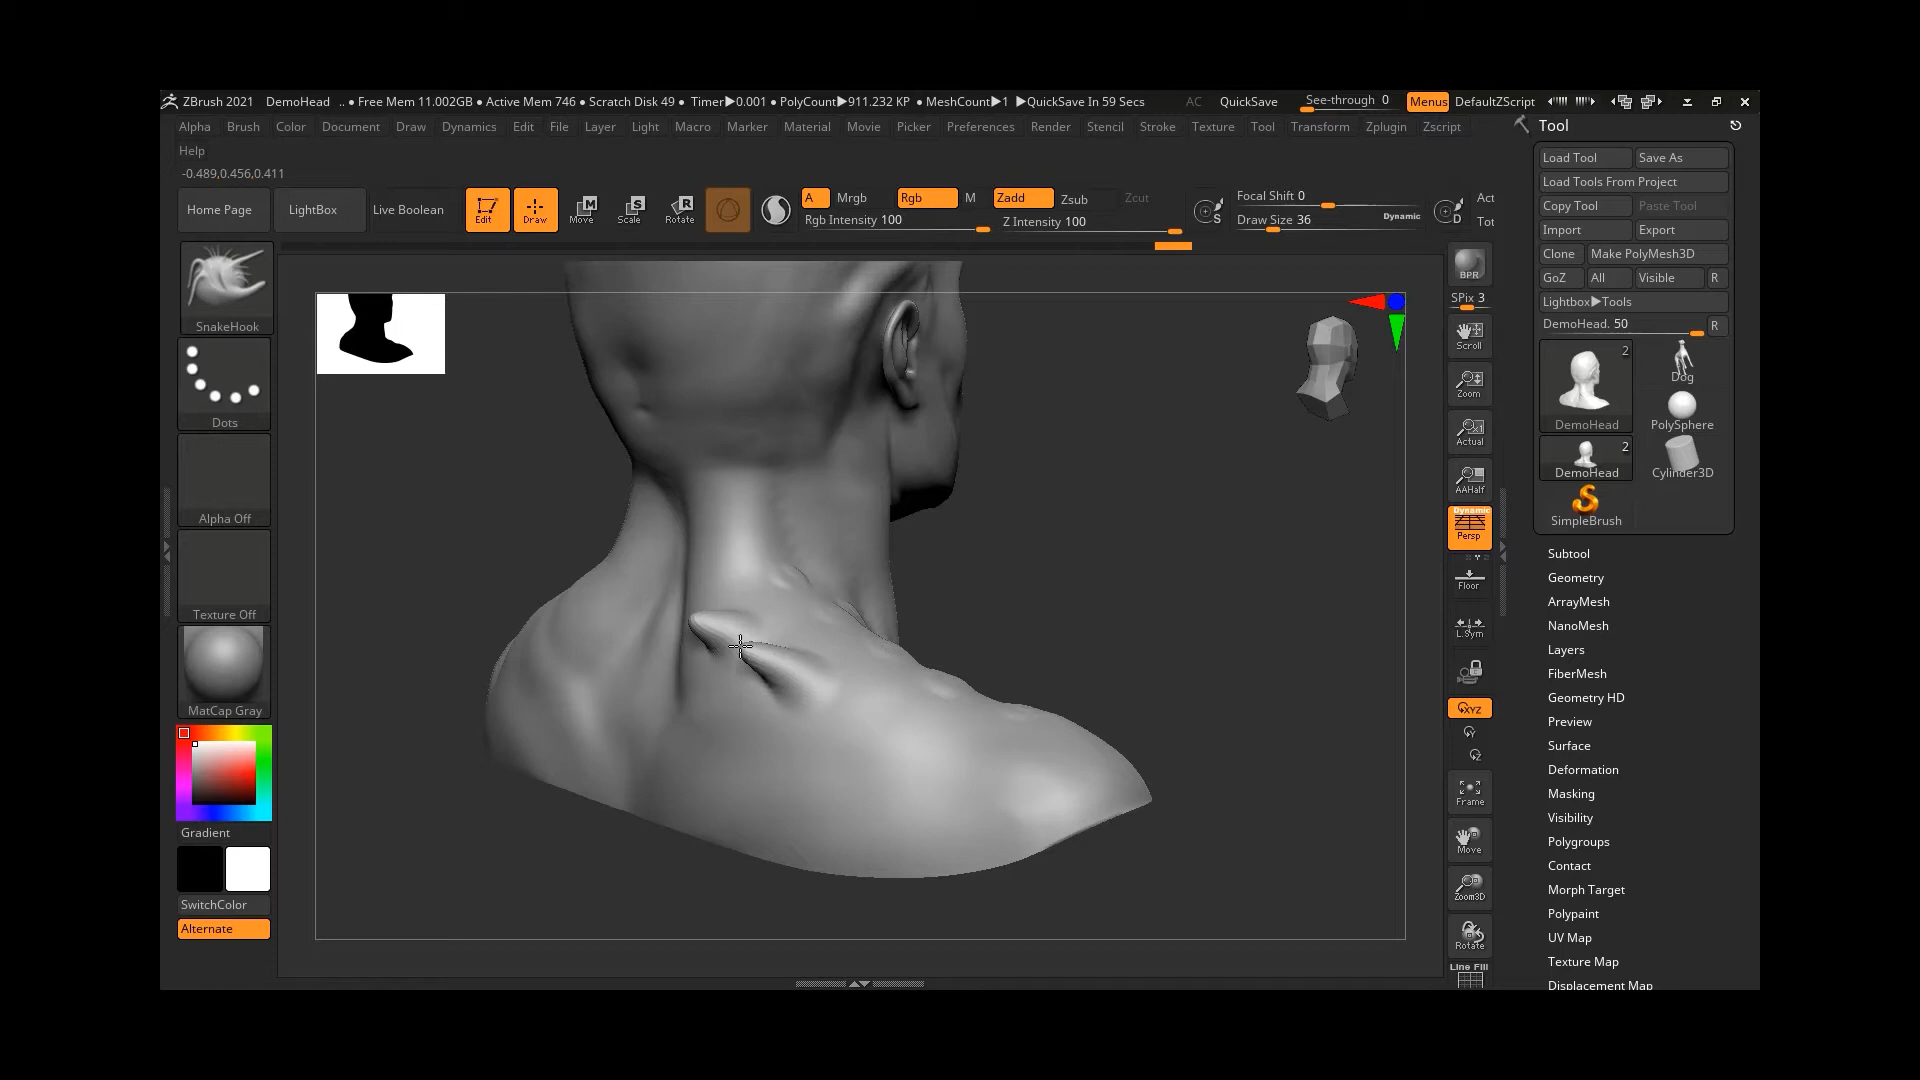 ZBrush 2021 DemoHead .. • Free Mem 11.002GB • Active Mem 746 • Scratch Disk 49 • Timer▶0.001 • PolyCount▶911.232 KP • MeshCount▶1 ▶QuickSave In 59 Secs AC QuickSave See-through 0 Menus DefaultZScript
Alpha Brush Color Document Draw Dynamics Edit File Layer Light Macro Marker Material Movie Picker Preferences Render Stencil Stroke Texture Tool Transform Zplugin Zscript
Help
-0.489,0.456,0.411
Home Page LightBox Live Boolean Edit Draw Move Scale Rotate A Mrgb Rgb M Zadd Zsub Zcut Focal Shift 0 Act
Rgb Intensity 100 Z Intensity 100 S Draw Size 36 Dynamic D Tot
SnakeHook
Dots
Alpha Off
Texture Off
MatCap Gray
Gradient
SwitchColor
Alternate
BPR
SPix 3
Scroll
Zoom
Actual
AAHalf
Dynamic
Persp
Floor
L.Sym
XYZ
Y
Z
Frame
Move
Zoom3D
Rotate
Line Fill
Tool
Load Tool Save As
Load Tools From Project
Copy Tool Paste Tool
Import Export
Clone Make PolyMesh3D
GoZ All Visible R
Lightbox▶Tools
DemoHead. 50 R
2
Dog
DemoHead PolySphere
2
DemoHead Cylinder3D
SimpleBrush
Subtool
Geometry
ArrayMesh
NanoMesh
Layers
FiberMesh
Geometry HD
Preview
Surface
Deformation
Masking
Visibility
Polygroups
Contact
Morph Target
Polypaint
UV Map
Texture Map
Displacement Map